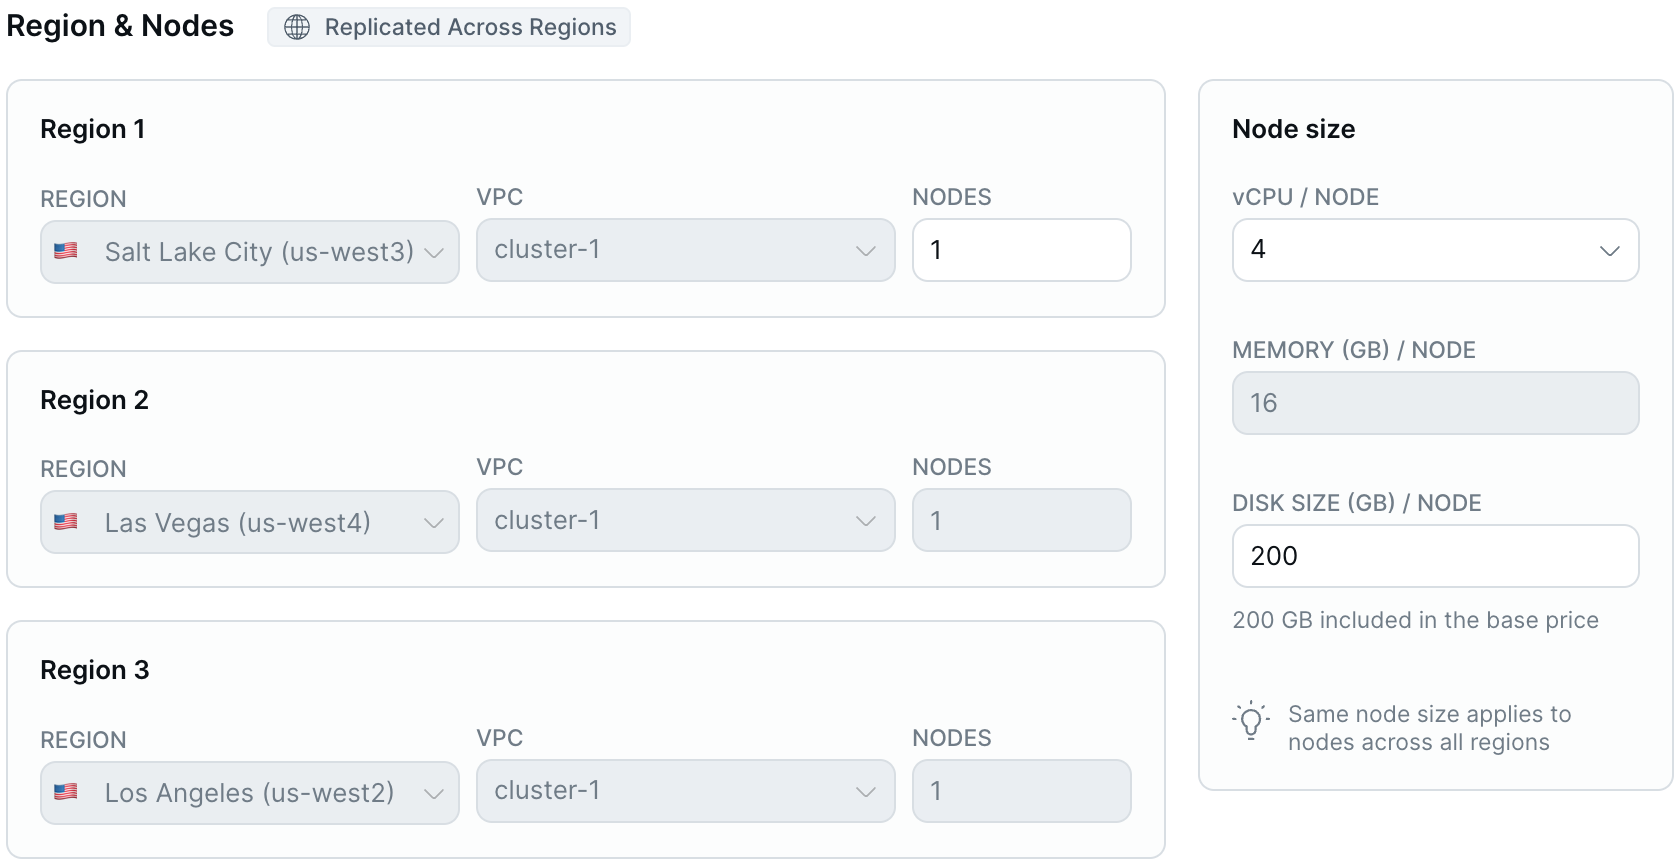 Region & Nodes
Replicated Across Regions
Region 1
REGION
Salt Lake City (us-west3)
VPC
cluster-1
NODES
1
Region 2
REGION
Las Vegas (us-west4)
VPC
cluster-1
NODES
1
Region 3
REGION
Los Angeles (us-west2)
VPC
cluster-1
NODES
1
Node size
vCPU / NODE
4
MEMORY (GB) / NODE
16
DISK SIZE (GB) / NODE
200
200 GB included in the base price
Same node size applies to
nodes across all regions